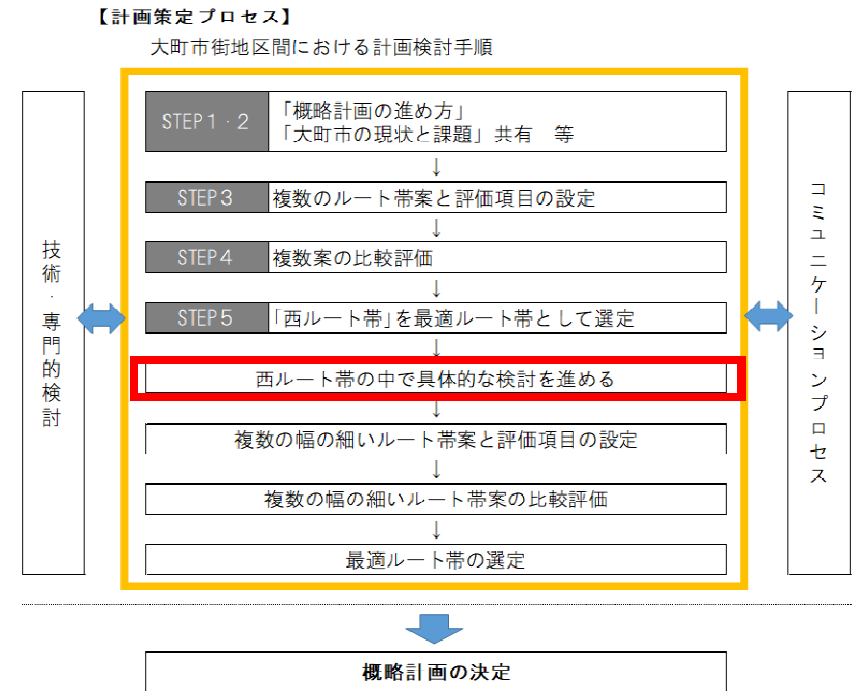 【計画策定プロセス】
大町市街地区間における計画検討手順
STEP1・2
「概略計画の進め方」
「大町市の現状と課題」共有　等
↓
STEP3 複数のルート帯案と評価項目の設定
↓
STEP4 複数案の比較評価
↓
STEP5 「西ルート帯」を最適ルート帯として選定
↓
西ルート帯の中で具体的な検討を進める
↓
複数の幅の細いルート帯案と評価項目の設定
↓
複数の幅の細いルート帯案の比較評価
↓
最適ルート帯の選定
技術・専門的検討
コミュニケーションプロセス
概略計画の決定